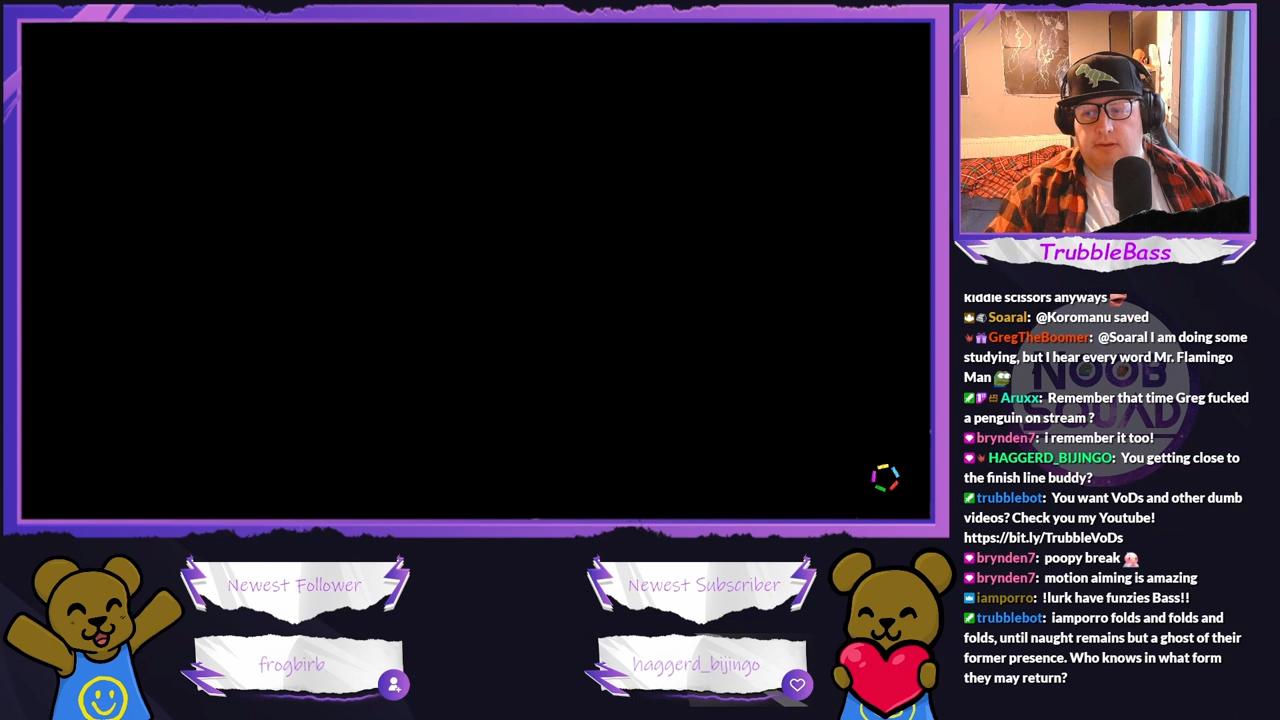 TrubbleBass
kiddie scissors anyways
Soaral: @Koromanu saved
GregTheBoomer: @Soaral I am doing some
studying, but I hear every word Mr. Flamingo
Man
Aruxx: Remember that time Greg fucked
a penguin on stream ?
brynden7: i remember it too!
HAGGERD_BIJINGO: You getting close to
the finish line buddy?
trubblebot: You want VoDs and other dumb
videos? Check you my Youtube!
https://bit.ly/TrubbleVoDs
brynden7: poopy break
brynden7: motion aiming is amazing
iamporro: !lurk have funzies Bass!!
trubblebot: iamporro folds and folds and
folds, until naught remains but a ghost of their
former presence. Who knows in what form
they may return?
NOOB
SQUAD
Newest Follower
frogbirb
Newest Subscriber
haggerd_bijingo